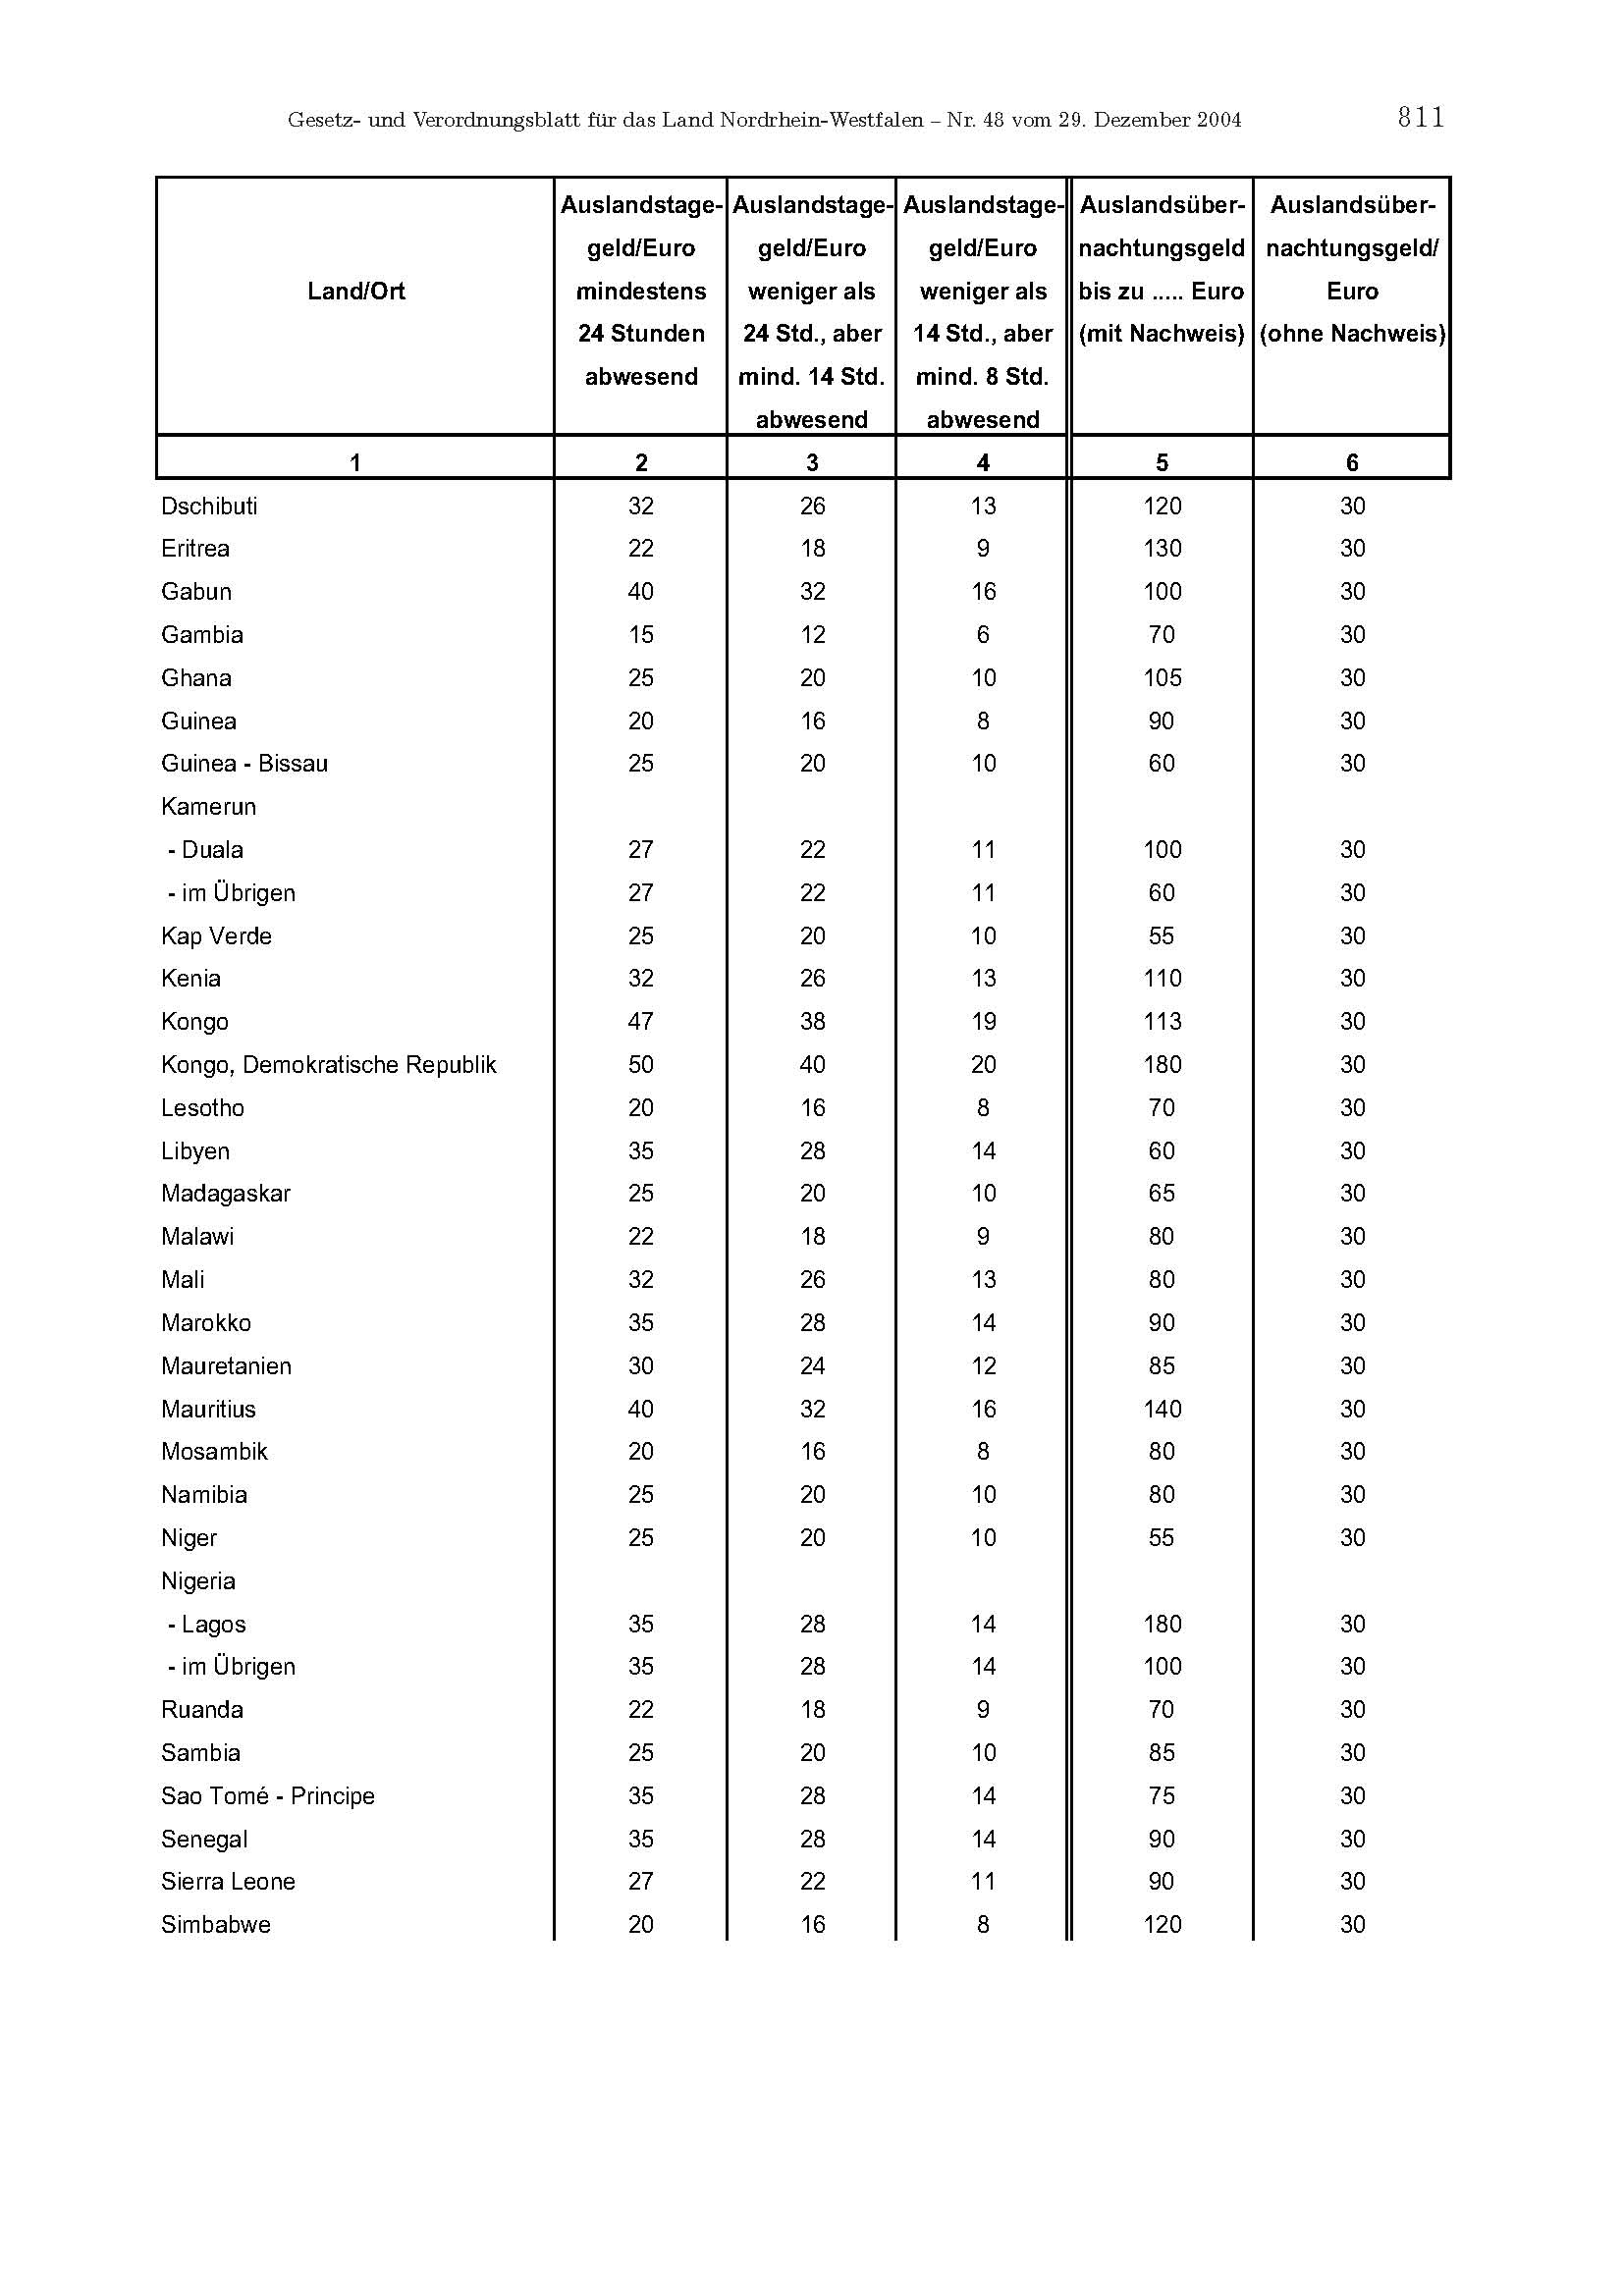 Gesetz- und Verordnungsblatt für das Land Nordrhein-Westfalen – Nr. 48 vom 29. Dezember 2004 811
Auslandstage- Auslandstage- Auslandstage- Auslandsüber- Auslandsüber-
geld/Euro geld/Euro geld/Euro nachtungsgeld nachtungsgeld/
Land/Ort mindestens weniger als weniger als bis zu ..... Euro Euro
24 Stunden 24 Std., aber 14 Std., aber (mit Nachweis) (ohne Nachweis)
abwesend mind. 14 Std. mind. 8 Std.
abwesend abwesend
1 2 3 4 5 6
Dschibuti 32 26 13 120 30
Eritrea 22 18 9 130 30
Gabun 40 32 16 100 30
Gambia 15 12 6 70 30
Ghana 25 20 10 105 30
Guinea 20 16 8 90 30
Guinea - Bissau 25 20 10 60 30
Kamerun
- Duala 27 22 11 100 30
- im Übrigen 27 22 11 60 30
Kap Verde 25 20 10 55 30
Kenia 32 26 13 110 30
Kongo 47 38 19 113 30
Kongo, Demokratische Republik 50 40 20 180 30
Lesotho 20 16 8 70 30
Libyen 35 28 14 60 30
Madagaskar 25 20 10 65 30
Malawi 22 18 9 80 30
Mali 32 26 13 80 30
Marokko 35 28 14 90 30
Mauretanien 30 24 12 85 30
Mauritius 40 32 16 140 30
Mosambik 20 16 8 80 30
Namibia 25 20 10 80 30
Niger 25 20 10 55 30
Nigeria
- Lagos 35 28 14 180 30
- im Übrigen 35 28 14 100 30
Ruanda 22 18 9 70 30
Sambia 25 20 10 85 30
Sao Tomé - Principe 35 28 14 75 30
Senegal 35 28 14 90 30
Sierra Leone 27 22 11 90 30
Simbabwe 20 16 8 120 30